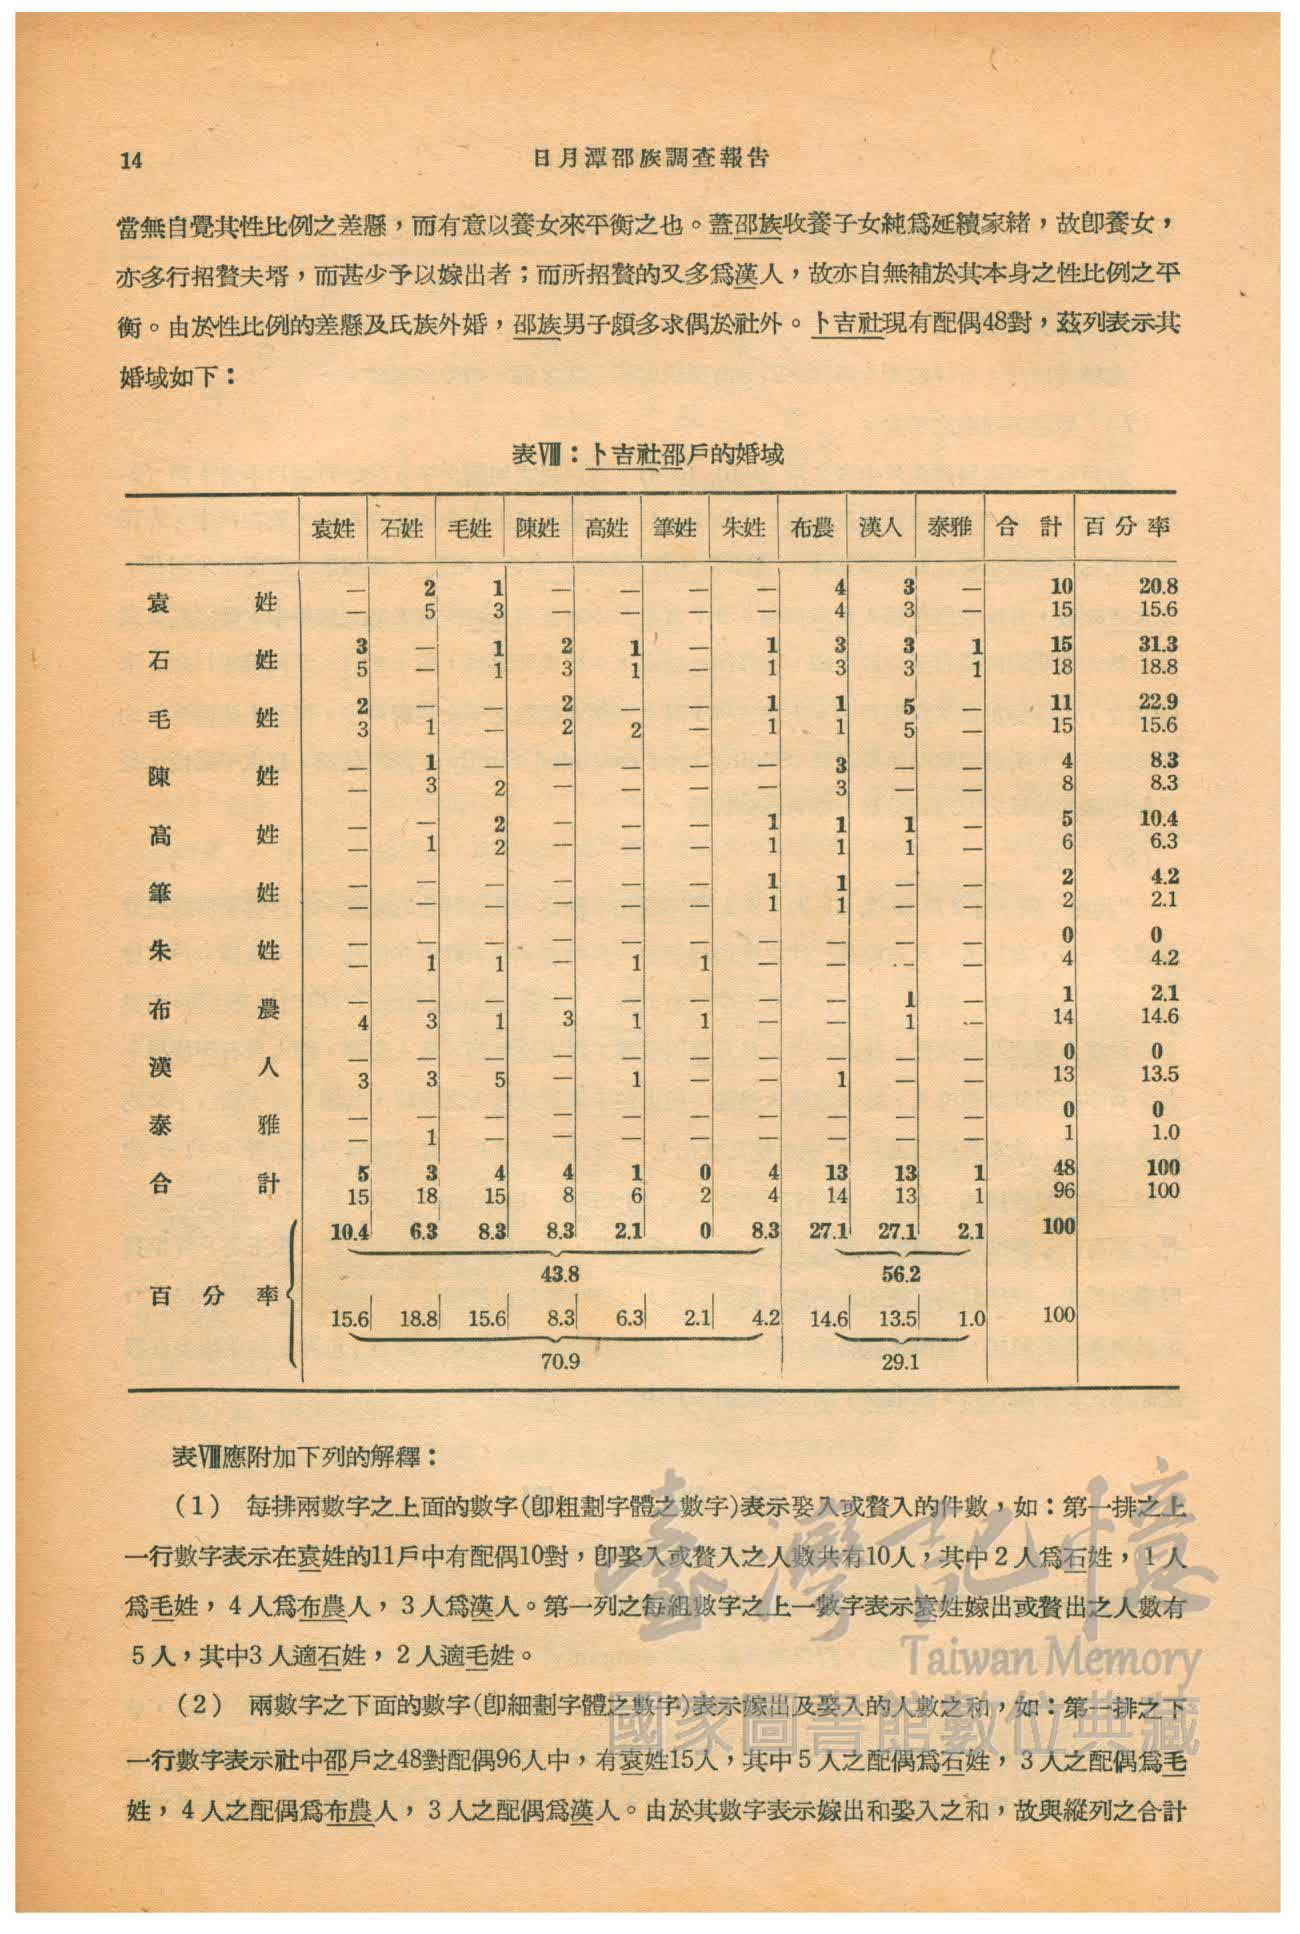 14
日月潭邵族調查報告
當無自覺其性比例之差懸，而有意以養女來平衡之也。蓋邵族收養子女純爲延續家緒，故卽養女，
亦多行招贅夫壻，而甚少予以嫁出者；而所招贅的又多爲漢人，故亦自無補於其本身之性比例之平
衡。由於性比例的差懸及氏族外婚，邵族男子頗多求偶於社外。卜吉社現有配偶48對，茲列表示其
婚域如下：
表Ⅷ：卜吉社邵戶的婚域
袁姓 石姓 毛姓 陳姓 高姓 筆姓 朱姓 布農 漢人 泰雅 合計 百分率
袁姓 — 2 1 — — — — 4 3 — 10 20.8
— 5 3 — — — — 4 3 — 15 15.6
石姓 3 — 1 2 1 — 1 3 3 1 15 31.3
5 — 1 3 1 — 1 3 3 1 18 18.8
毛姓 2 — — 2 — — 1 1 5 — 11 22.9
3 1 — 2 2 — 1 1 5 — 15 15.6
陳姓 — 1 — — — — — 3 — — 4 8.3
— 3 2 — — — — 3 — — 8 8.3
高姓 — — 2 — — — 1 1 1 — 5 10.4
— 1 2 — — — 1 1 1 — 6 6.3
筆姓 — — — — — — 1 1 — — 2 4.2
— — — — — — 1 1 — — 2 2.1
朱姓 — — — — — — — — — — 0 0
— 1 1 — 1 1 — — — — 4 4.2
布農 — — — — — — — — 1 — 1 2.1
4 3 1 3 1 1 — — 1 — 14 14.6
漢人 — — — — — — — — — — 0 0
3 3 5 — 1 — — 1 — — 13 13.5
泰雅 — — — — — — — — — — 0 0
— 1 — — — — — — — — 1 1.0
合計 5 3 4 4 1 0 4 13 13 1 48 100
15 18 15 8 6 2 4 14 13 1 96 100
百分率 10.4 6.3 8.3 8.3 2.1 0 8.3 27.1 27.1 2.1 100
43.8 56.2
15.6 18.8 15.6 8.3 6.3 2.1 4.2 14.6 13.5 1.0 100
70.9 29.1
表Ⅷ應附加下列的解釋：
(1) 每排兩數字之上面的數字(卽粗劃字體之數字)表示娶入或贅入的件數，如：第一排之上
一行數字表示在袁姓的11戶中有配偶10對，卽娶入或贅入之人數共有10人，其中2人爲石姓，1人
爲毛姓，4人爲布農人，3人爲漢人。第一列之每組數字之上一數字表示袁姓嫁出或贅出之人數有
5人，其中3人適石姓，2人適毛姓。
(2) 兩數字之下面的數字(卽細劃字體之數字)表示嫁出及娶入的人數之和，如：第一排之下
一行數字表示社中邵戶之48對配偶96人中，有袁姓15人，其中5人之配偶爲石姓，3人之配偶爲毛
姓，4人之配偶爲布農人，3人之配偶爲漢人。由於其數字表示嫁出和娶入之和，故與縱列之合計
臺灣記憶
Taiwan Memory
國家圖書館數位典藏